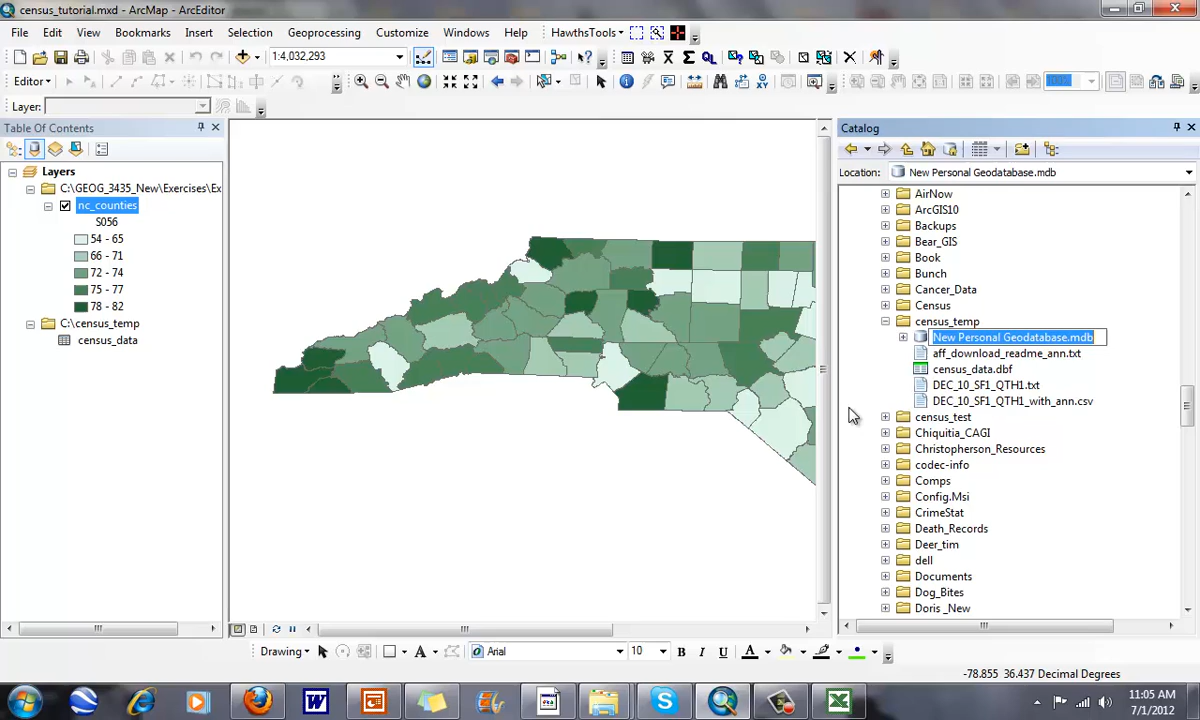 census_tutorial.mxd - ArcMap - ArcEditor
File Edit View Bookmarks Insert Selection Geoprocessing Customize Windows Help HawthsTools
1:4,032,293
Editor
Layer:
Table Of Contents
Layers
C:\GEOG_3435_New\Exercises\Ex
nc_counties
S056
54 - 65
66 - 71
72 - 74
75 - 77
78 - 82
C:\census_temp
census_data
Catalog
Location: New Personal Geodatabase.mdb
AirNow
ArcGIS10
Backups
Bear_GIS
Book
Bunch
Cancer_Data
Census
census_temp
New Personal Geodatabase.mdb
aff_download_readme_ann.txt
census_data.dbf
DEC_10_SF1_QTH1.txt
DEC_10_SF1_QTH1_with_ann.csv
census_test
Chiquitia_CAGI
Christopherson_Resources
codec-info
Comps
Config.Msi
CrimeStat
Death_Records
Deer_tim
dell
Documents
Dog_Bites
Doris _New
Drawing Arial 10 B I U A
-78.855 36.437 Decimal Degrees
11:05 AM
7/1/2012